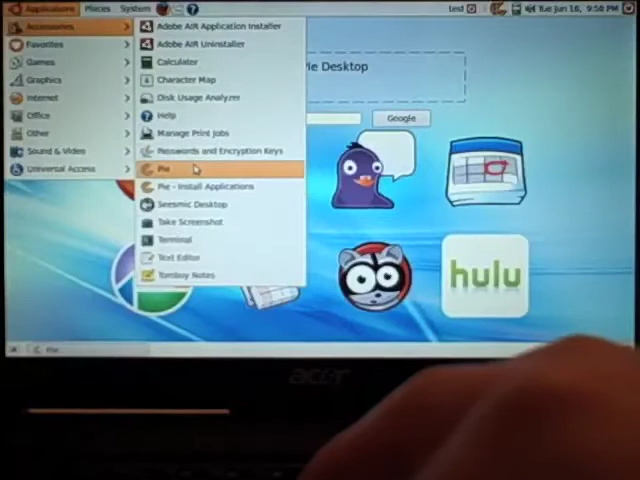 Applications Places System
test
Tue Jun 16, 9:58 PM
Accessories
Favorites
Games
Graphics
Internet
Office
Other
Sound & Video
Universal Access
Adobe AIR Application Installer
Adobe AIR Uninstaller
Calculator
Character Map
Disk Usage Analyzer
Help
Manage Print Jobs
Passwords and Encryption Keys
Pie
Pie - Install Applications
Seesmic Desktop
Take Screenshot
Terminal
Text Editor
Tomboy Notes
Pie Desktop
Google
hulu
Pie
acer